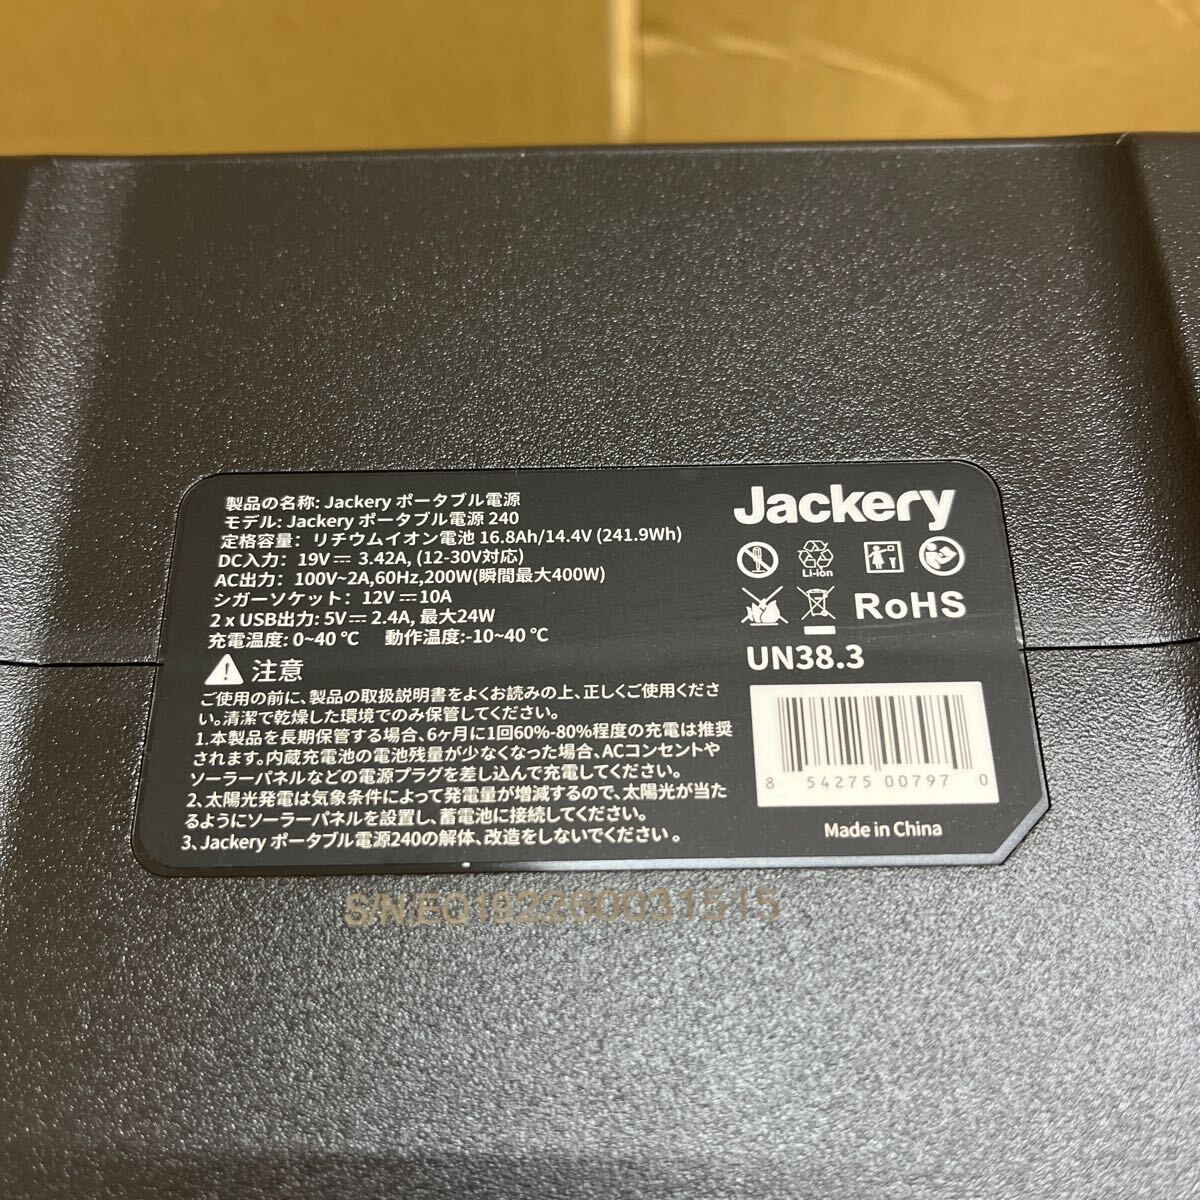 製品の名称: Jackery ポータブル電源
モデル: Jackery ポータブル電源 240
定格容量: リチウムイオン電池 16.8Ah/14.4V (241.9Wh)
DC入力: 19V⎓ 3.42A, (12-30V対応)
AC出力: 100V~2A,60Hz,200W(瞬間最大400W)
シガーソケット: 12V⎓10A
2 x USB出力: 5V⎓ 2.4A, 最大24W
充電温度: 0~40 ℃ 動作温度:-10~40 ℃
注意
ご使用の前に、製品の取扱説明書をよくお読みの上、正しくご使用くださ
い。清潔で乾燥した環境でのみ保管してください。
1.本製品を長期保管する場合、6ヶ月に1回60%-80%程度の充電は推奨
されます。内蔵充電池の電池残量が少なくなった場合、ACコンセントや
ソーラーパネルなどの電源プラグを差し込んで充電してください。
2、太陽光発電は気象条件によって発電量が増減するので、太陽光が当た
るようにソーラーパネルを設置し、蓄電池に接続してください。
3、Jackery ポータブル電源240の解体、改造をしないでください。
Jackery
Li-ion
RoHS
UN38.3
8 54275 00797 0
Made in China
S/N:EQ192260031515